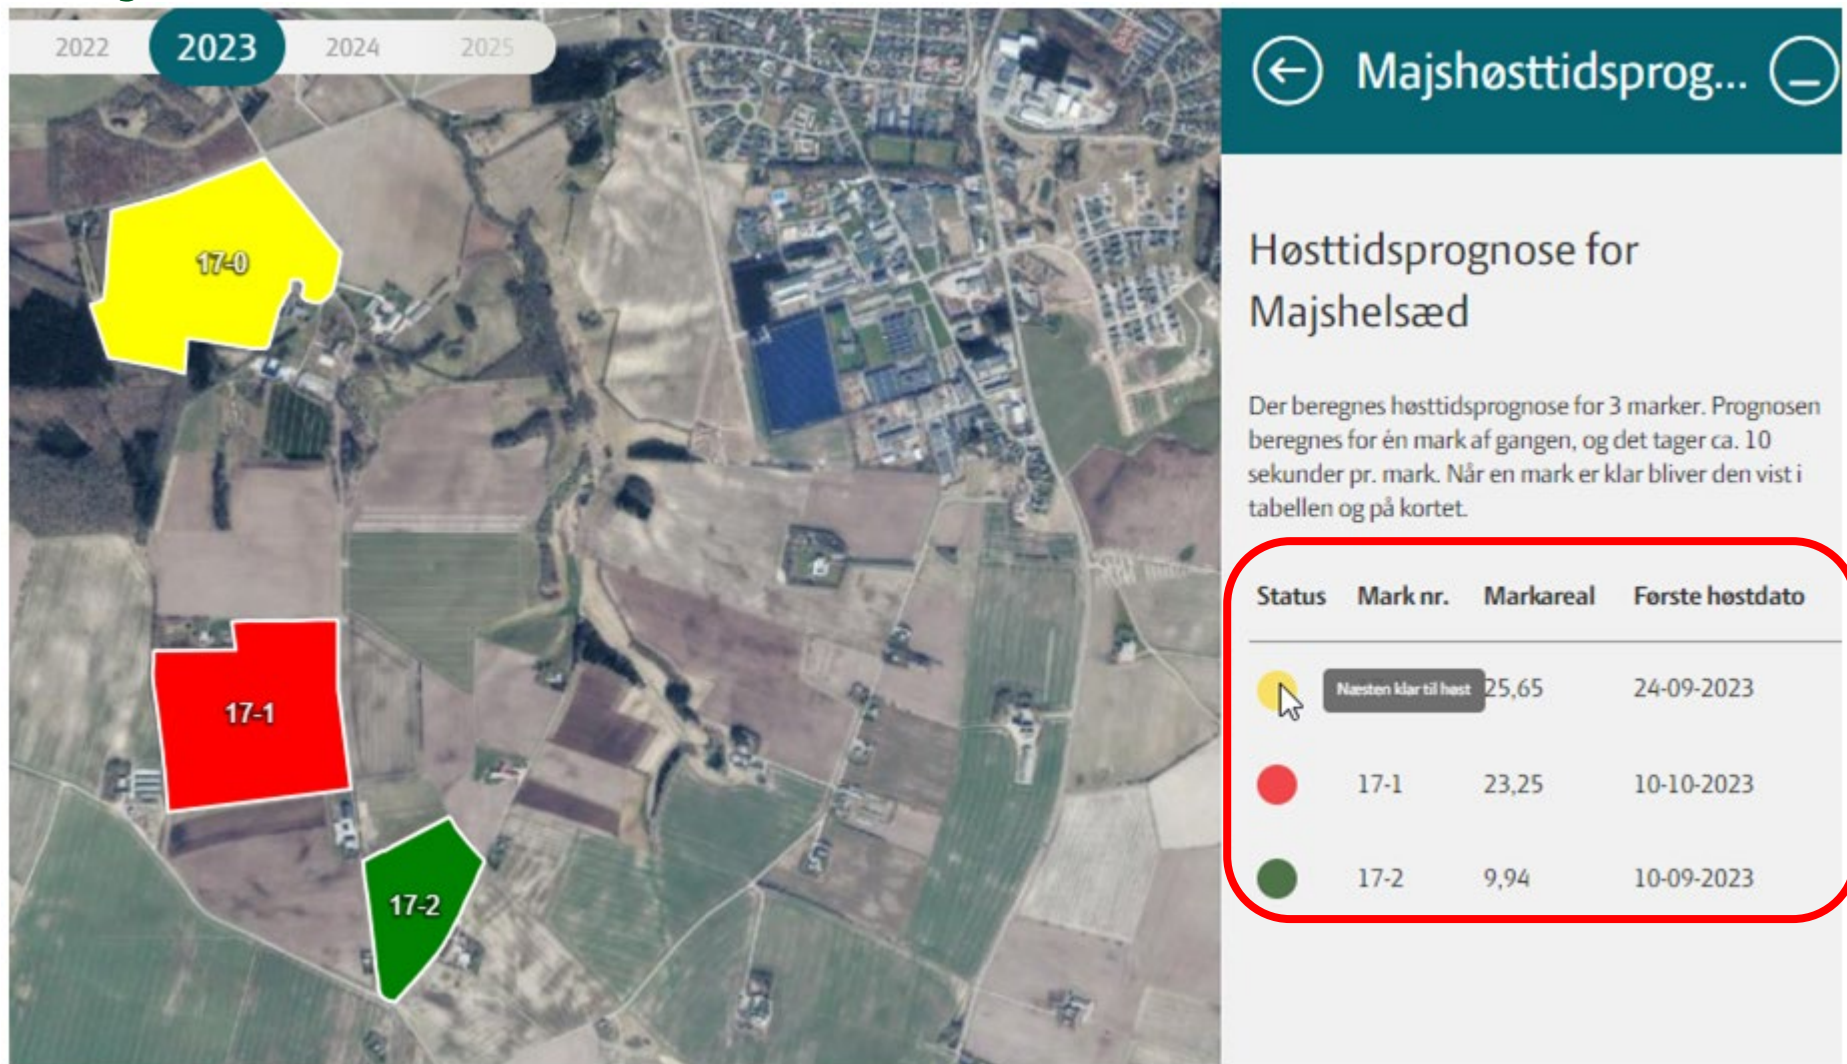 2022 2023 2024 2025
Majshøsttidsprog...
17-0
17-1
17-2
Høsttidsprognose for
Majshelsæd
Der beregnes høsttidsprognose for 3 marker. Prognosen
beregnes for én mark af gangen, og det tager ca. 10
sekunder pr. mark. Når en mark er klar bliver den vist i
tabellen og på kortet.
Status Mark nr. Markareal Første høstdato
Næsten klar til høst 25,65 24-09-2023
17-1 23,25 10-10-2023
17-2 9,94 10-09-2023